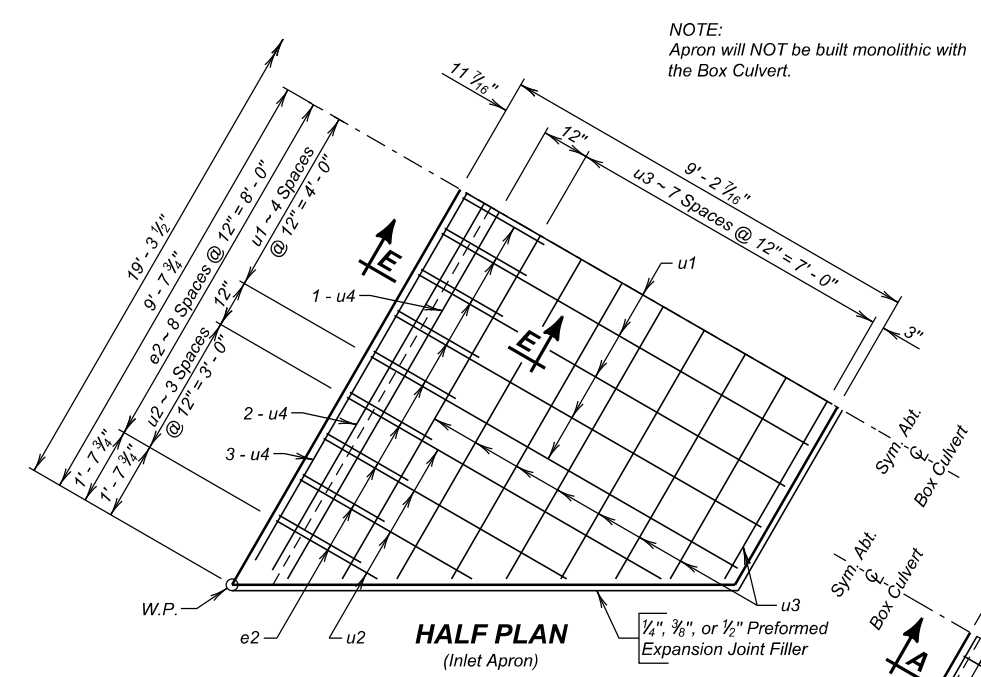 NOTE:
Apron will NOT be built monolithic with
the Box Culvert.
11 7/16"
12"
9' - 2 7/16"
u3 ~ 7 Spaces @ 12" = 7' - 0"
3"
19' - 3 1/2"
9' - 7 3/4"
e2 ~ 8 Spaces @ 12" = 8' - 0"
u1 ~ 4 Spaces
@ 12" = 4' - 0"
12"
u2 ~ 3 Spaces
@ 12" = 3' - 0"
1' - 7 3/4"
1' - 7 3/4"
E
E
u1
1 - u4
2 - u4
3 - u4
Sym. Abt.
℄
Box Culvert
Sym. Abt.
℄
Box Culvert
W.P.
e2
u2
u3
HALF PLAN
(Inlet Apron)
1/4", 3/8", or 1/2" Preformed
Expansion Joint Filler
A